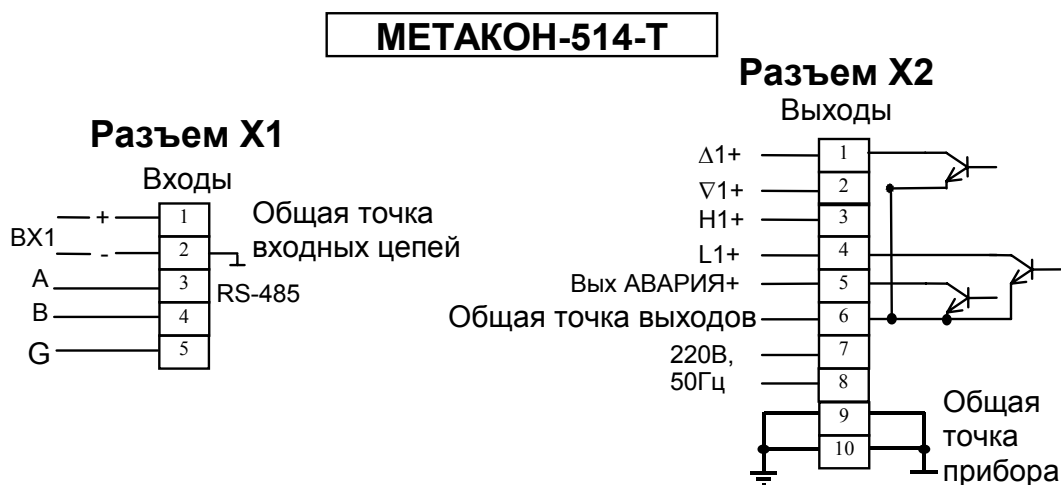 МЕТАКОН-514-Т
Разъем X1
Входы
ВХ1
+
-
A
B
G
1
2
3
4
5
Общая точка
входных цепей
RS-485
Разъем X2
Выходы
Δ1+
∇1+
H1+
L1+
Вых АВАРИЯ+
Общая точка выходов
220В,
50Гц
1
2
3
4
5
6
7
8
9
10
Общая
точка
прибора